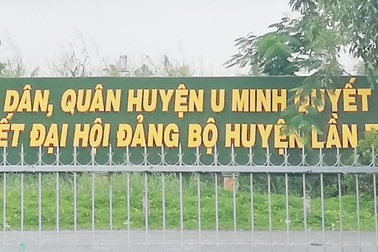 DÂN, QUÂN HUYỆN U MINH QUYẾT
ĐẠI HỘI ĐẢNG BỘ HUYỆN LẦN